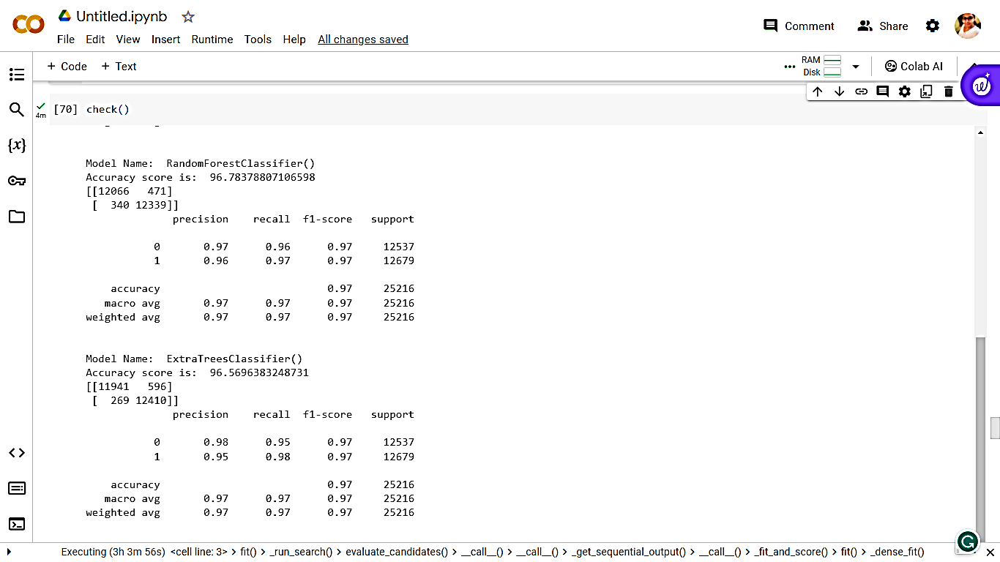 Untitled.ipynb
File Edit View Insert Runtime Tools Help All changes saved
Comment Share
+ Code + Text
RAM
Disk
Colab AI
4m
[70] check()
Model Name:  RandomForestClassifier()
Accuracy score is:  96.78378807106598
[[12066   471]
[  340 12339]]
precision    recall  f1-score   support
0       0.97      0.96      0.97     12537
1       0.96      0.97      0.97     12679
accuracy                           0.97     25216
macro avg       0.97      0.97      0.97     25216
weighted avg       0.97      0.97      0.97     25216
Model Name:  ExtraTreesClassifier()
Accuracy score is:  96.5696383248731
[[11941   596]
[  269 12410]]
precision    recall  f1-score   support
0       0.98      0.95      0.97     12537
1       0.95      0.98      0.97     12679
accuracy                           0.97     25216
macro avg       0.97      0.97      0.97     25216
weighted avg       0.97      0.97      0.97     25216
Executing (3h 3m 56s) <cell line: 3> > fit() > _run_search() > evaluate_candidates() > __call__() > __call__() > _get_sequential_output() > __call__() > _fit_and_score() > fit() > _dense_fit()